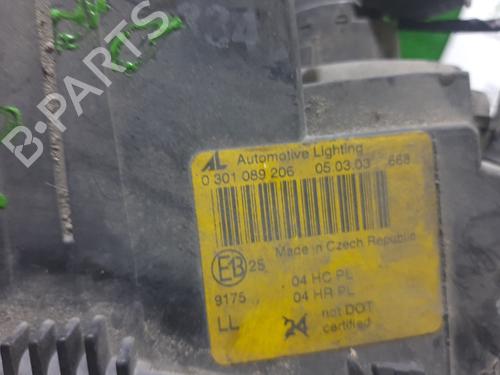 B-PARTS
AL Automotive Lighting
0 301 089 206 05.03.03 668
Made in Czech Republic
E13 25
04 HC PL
9175 04 HR PL
LL 24 not DOT
certified